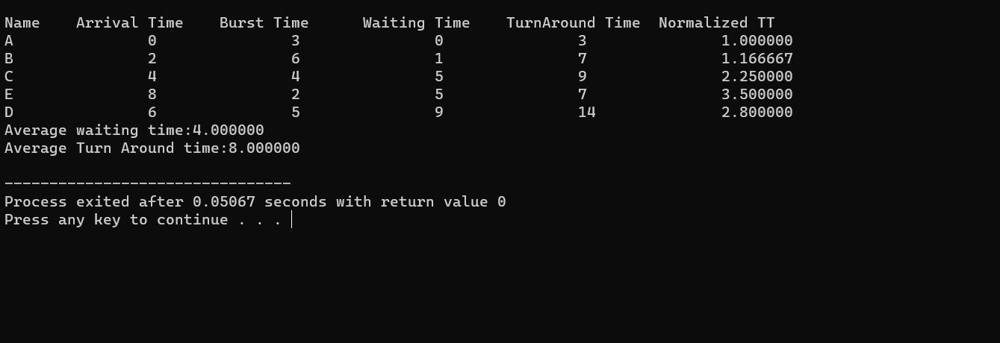 Name    Arrival Time    Burst Time      Waiting Time    TurnAround Time  Normalized TT
A               0               3               0               3               1.000000
B               2               6               1               7               1.166667
C               4               4               5               9               2.250000
E               8               2               5               7               3.500000
D               6               5               9               14              2.800000
Average waiting time:4.000000
Average Turn Around time:8.000000
--------------------------------
Process exited after 0.05067 seconds with return value 0
Press any key to continue . . .